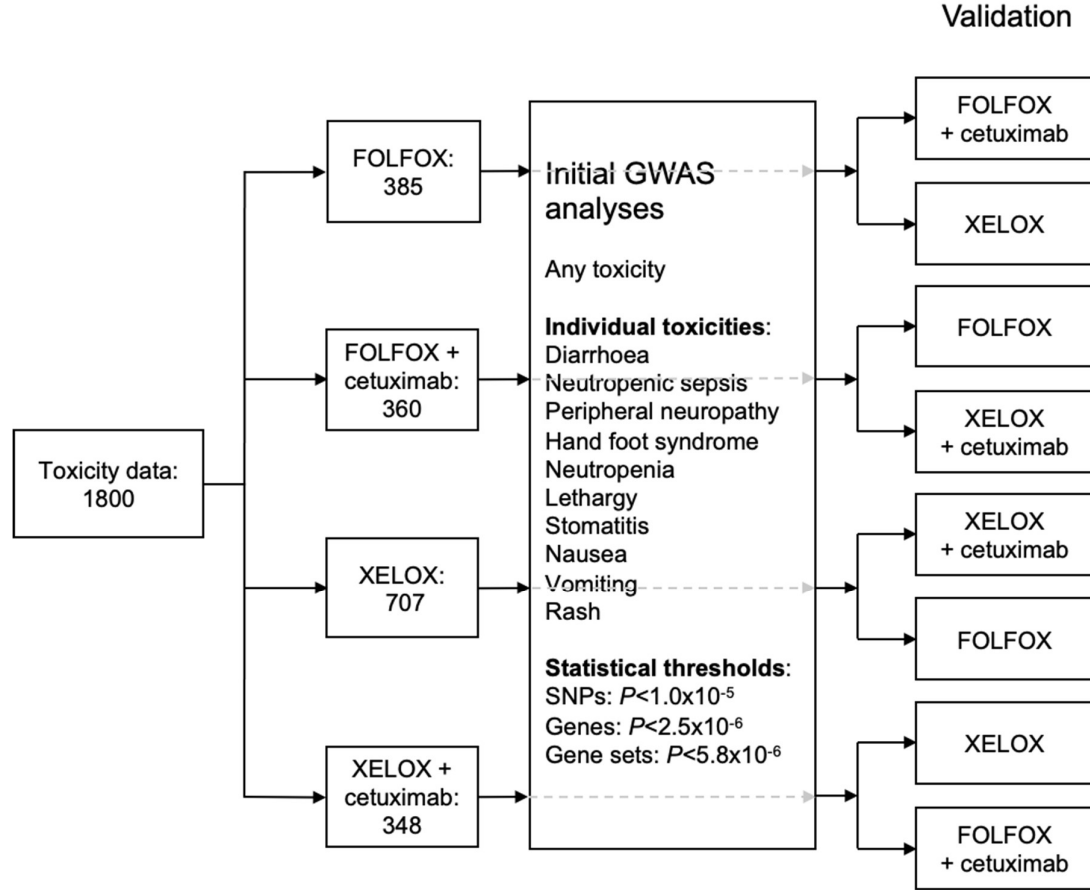 Validation
Toxicity data:
1800
FOLFOX:
385
FOLFOX +
cetuximab:
360
XELOX:
707
XELOX +
cetuximab:
348
Initial GWAS
analyses
Any toxicity
Individual toxicities:
Diarrhoea
Neutropenic sepsis
Peripheral neuropathy
Hand foot syndrome
Neutropenia
Lethargy
Stomatitis
Nausea
Vomiting
Rash
Statistical thresholds:
SNPs: P<1.0x10⁻⁵
Genes: P<2.5x10⁻⁶
Gene sets: P<5.8x10⁻⁶
FOLFOX
+ cetuximab
XELOX
FOLFOX
XELOX
+ cetuximab
XELOX
+ cetuximab
FOLFOX
XELOX
FOLFOX
+ cetuximab